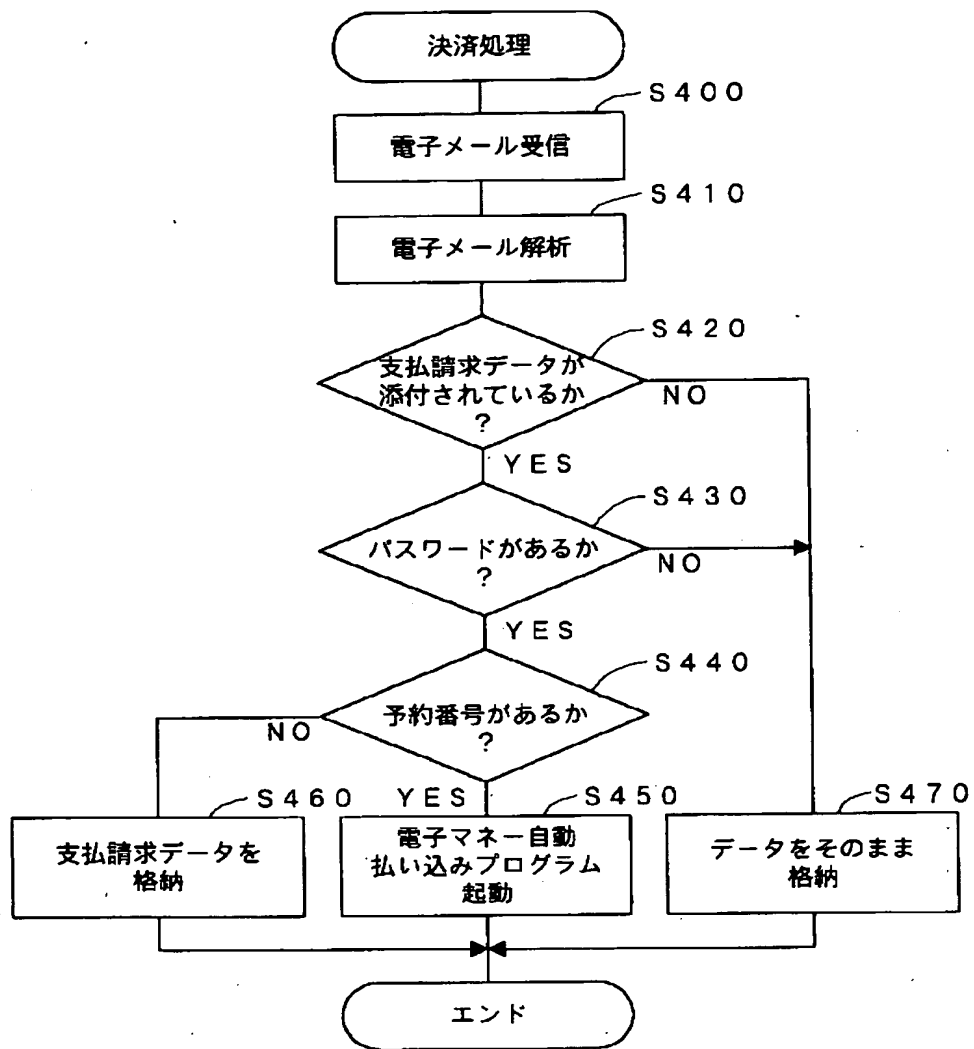 決済処理
S400
電子メール受信
S410
電子メール解析
S420
支払請求データが
添付されているか
?
NO
YES
S430
パスワードがあるか
?
NO
YES
S440
予約番号があるか
?
NO
YES
S460
支払請求データを
格納
S450
電子マネー自動
払い込みプログラム
起動
S470
データをそのまま
格納
エンド